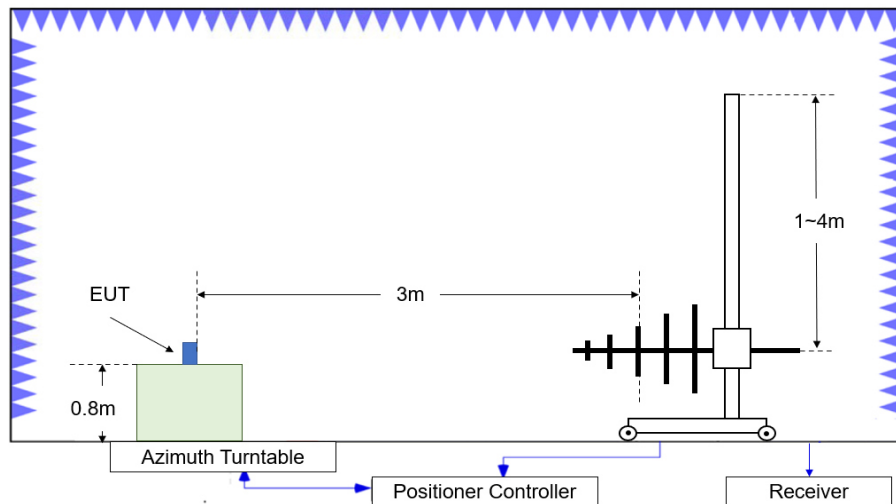 1~4m
EUT
3m
0.8m
Azimuth Turntable
Positioner Controller
Receiver